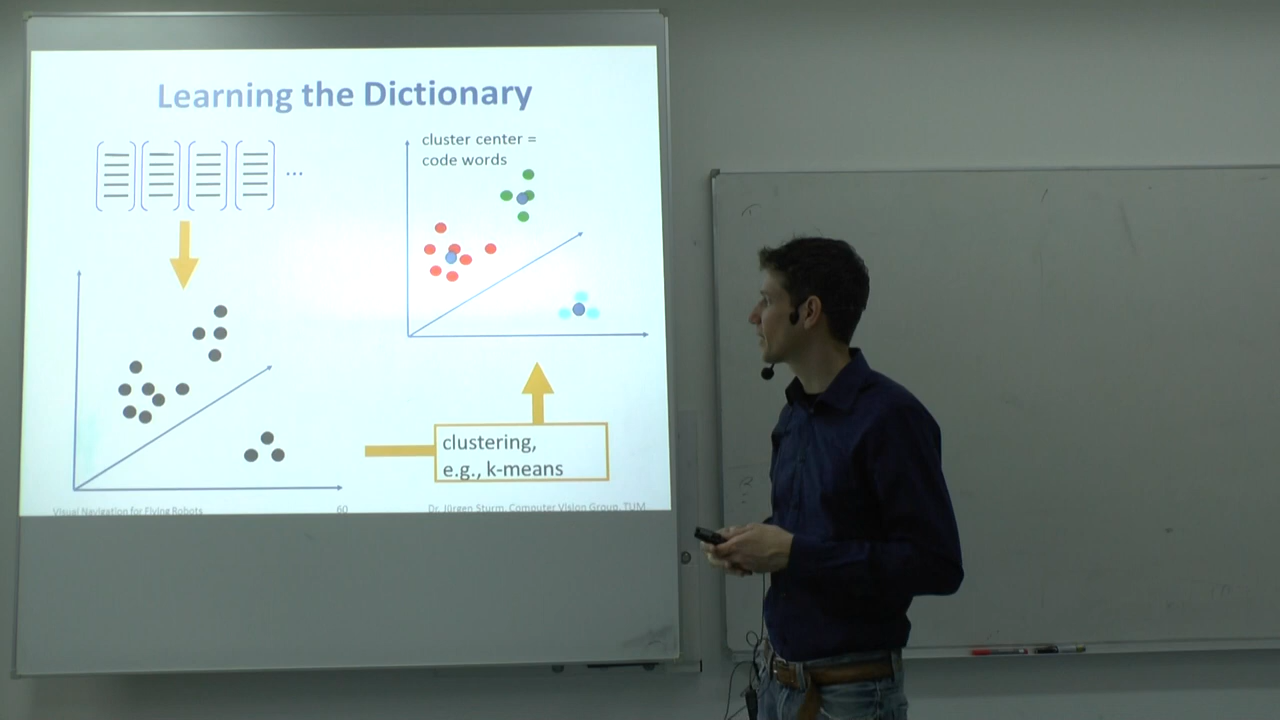 Learning the Dictionary
...
cluster center =
code words
clustering,
e.g., k-means
Visual Navigation for Flying Robots
60
Dr. Jürgen Sturm, Computer Vision Group, TUM